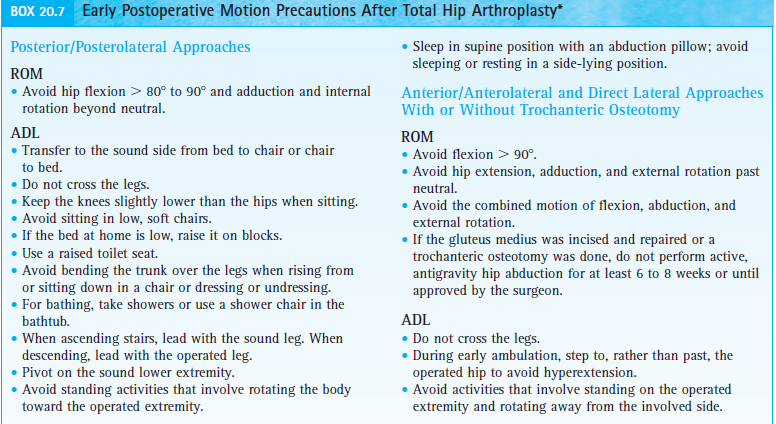 BOX 20.7 Early Postoperative Motion Precautions After Total Hip Arthroplasty*
Posterior/Posterolateral Approaches
ROM
• Avoid hip flexion > 80° to 90° and adduction and internal
rotation beyond neutral.
ADL
• Transfer to the sound side from bed to chair or chair
to bed.
• Do not cross the legs.
• Keep the knees slightly lower than the hips when sitting.
• Avoid sitting in low, soft chairs.
• If the bed at home is low, raise it on blocks.
• Use a raised toilet seat.
• Avoid bending the trunk over the legs when rising from
or sitting down in a chair or dressing or undressing.
• For bathing, take showers or use a shower chair in the
bathtub.
• When ascending stairs, lead with the sound leg. When
descending, lead with the operated leg.
• Pivot on the sound lower extremity.
• Avoid standing activities that involve rotating the body
toward the operated extremity.
• Sleep in supine position with an abduction pillow; avoid
sleeping or resting in a side-lying position.
Anterior/Anterolateral and Direct Lateral Approaches
With or Without Trochanteric Osteotomy
ROM
• Avoid flexion > 90°.
• Avoid hip extension, adduction, and external rotation past
neutral.
• Avoid the combined motion of flexion, abduction, and
external rotation.
• If the gluteus medius was incised and repaired or a
trochanteric osteotomy was done, do not perform active,
antigravity hip abduction for at least 6 to 8 weeks or until
approved by the surgeon.
ADL
• Do not cross the legs.
• During early ambulation, step to, rather than past, the
operated hip to avoid hyperextension.
• Avoid activities that involve standing on the operated
extremity and rotating away from the involved side.